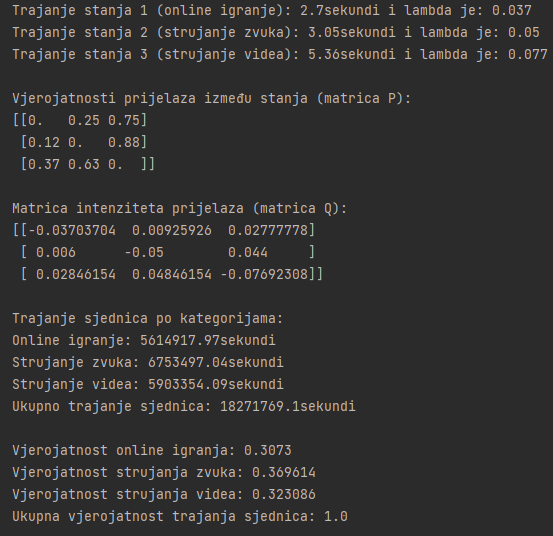 Trajanje stanja 1 (online igranje): 2.7sekundi i lambda je: 0.037
Trajanje stanja 2 (strujanje zvuka): 3.05sekundi i lambda je: 0.05
Trajanje stanja 3 (strujanje videa): 5.36sekundi i lambda je: 0.077
Vjerojatnosti prijelaza između stanja (matrica P):
[[0.   0.25 0.75]
 [0.12 0.   0.88]
 [0.37 0.63 0.  ]]
Matrica intenziteta prijelaza (matrica Q):
[[-0.03703704  0.00925926  0.02777778]
 [ 0.006      -0.05        0.044     ]
 [ 0.02846154  0.04846154 -0.07692308]]
Trajanje sjednica po kategorijama:
Online igranje: 5614917.97sekundi
Strujanje zvuka: 6753497.04sekundi
Strujanje videa: 5903354.09sekundi
Ukupno trajanje sjednica: 18271769.1sekundi
Vjerojatnost online igranja: 0.3073
Vjerojatnost strujanja zvuka: 0.369614
Vjerojatnost strujanja videa: 0.323086
Ukupna vjerojatnost trajanja sjednica: 1.0